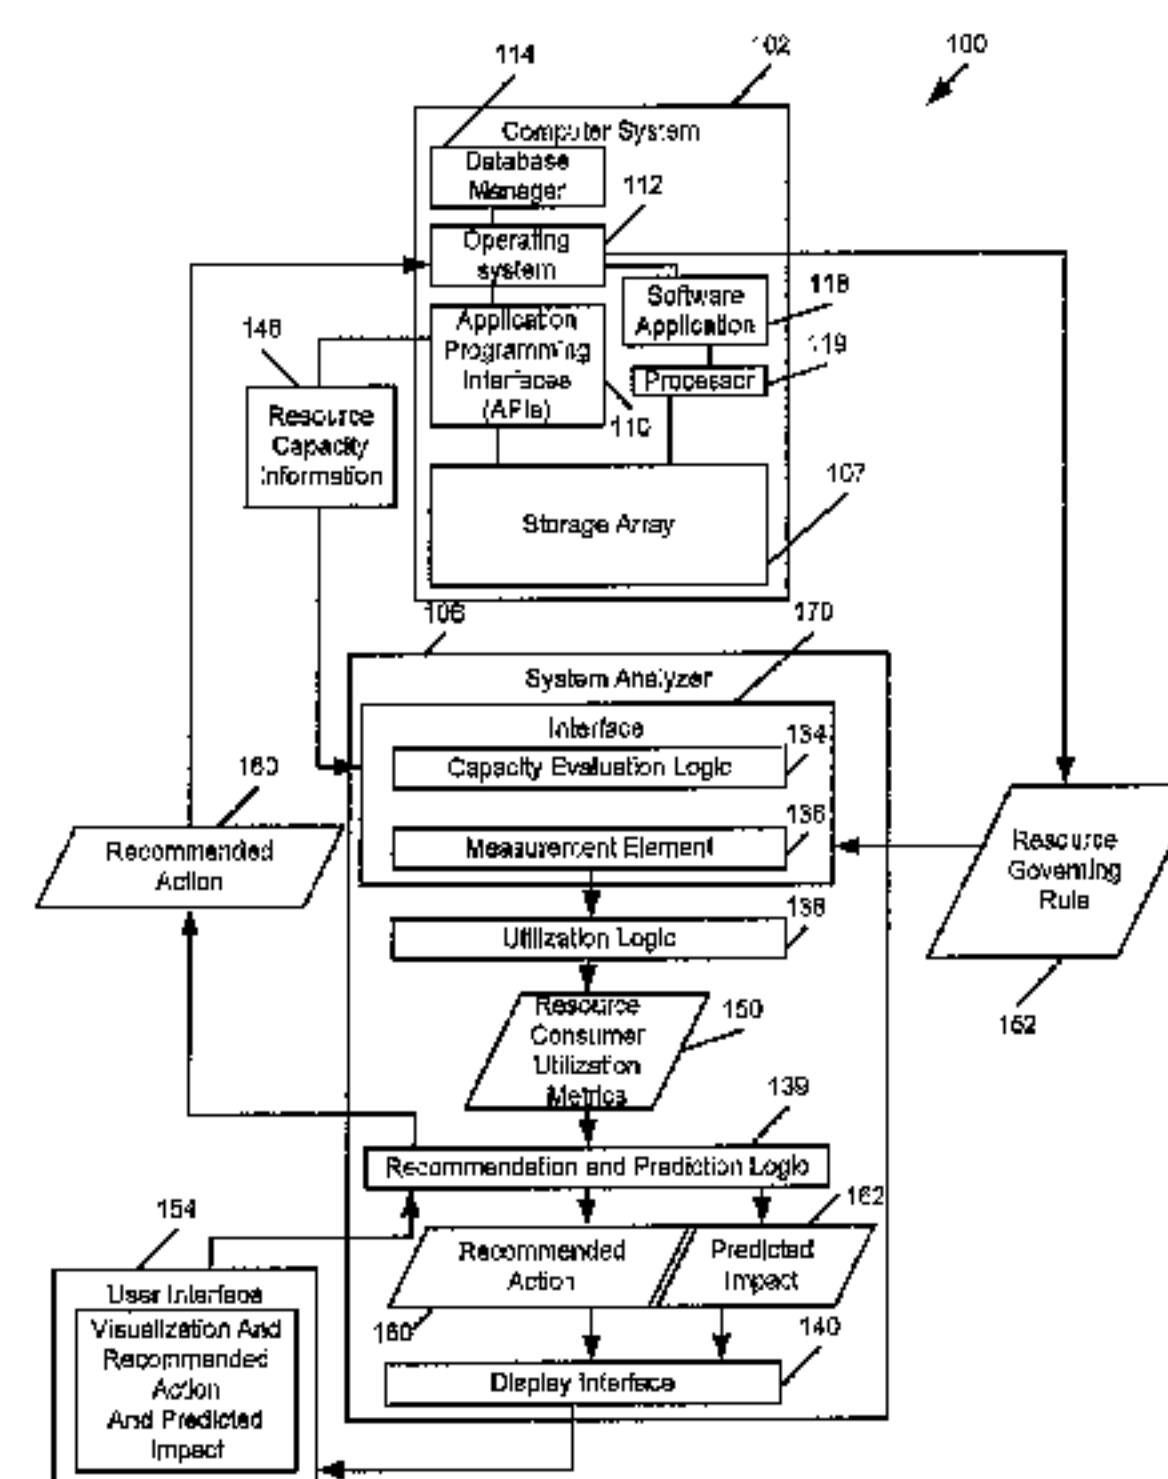 114
102
100
Computer System
Database
Manager
112
Operating
system
Software
Application
118
Application
Programming
Interfaces
(APIs)
119
Processor
110
148
Resource
Capacity
Information
107
Storage Array
106
170
System Analyzer
Interface
134
Capacity Evaluation Logic
136
Measurement Element
160
Recommended
Action
Resource
Governing
Rule
152
138
Utilization Logic
Resource
Consumer
Utilization
Metrics
150
139
Recommendation and Prediction Logic
162
154
Recommended
Action
Predicted
Impact
160
User Interface
Visualization And
Recommended
Action
And Predicted
Impact
140
Display Interface